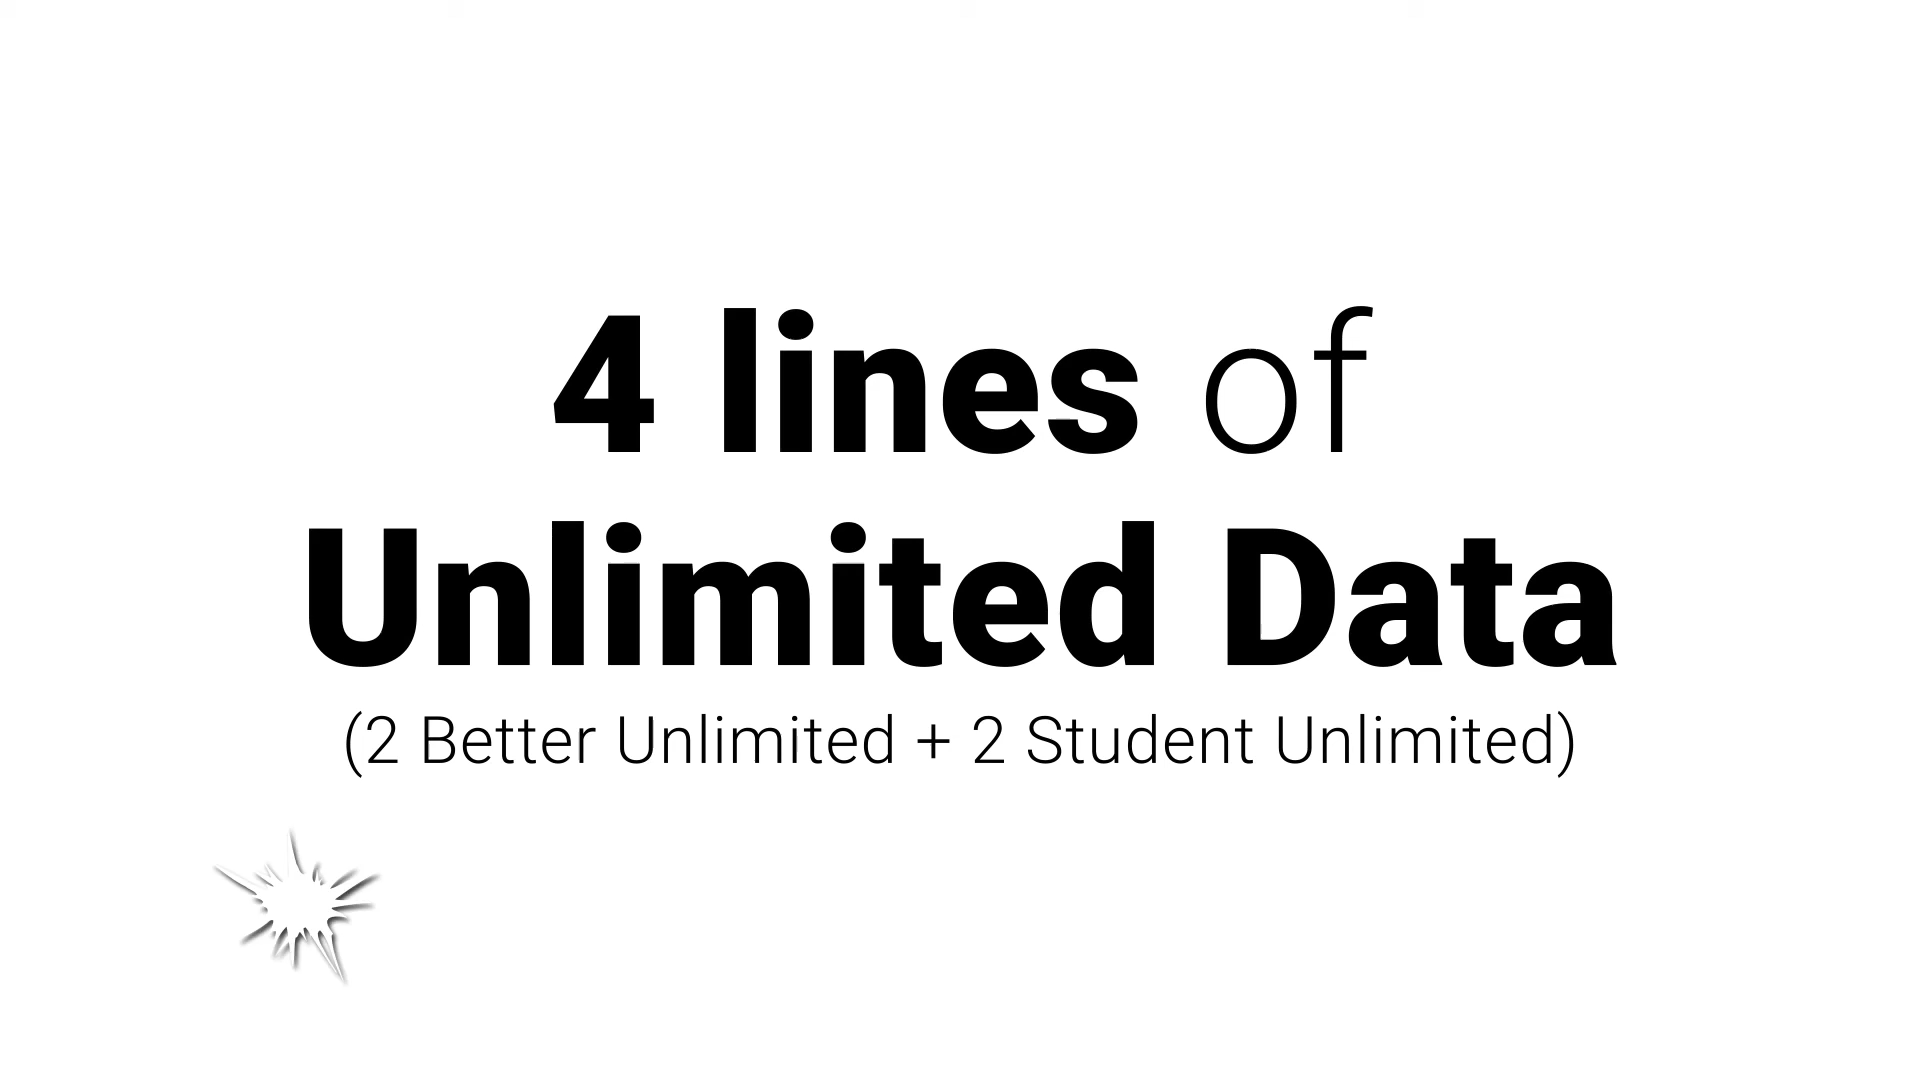 4 lines of
Unlimited Data
(2 Better Unlimited + 2 Student Unlimited)